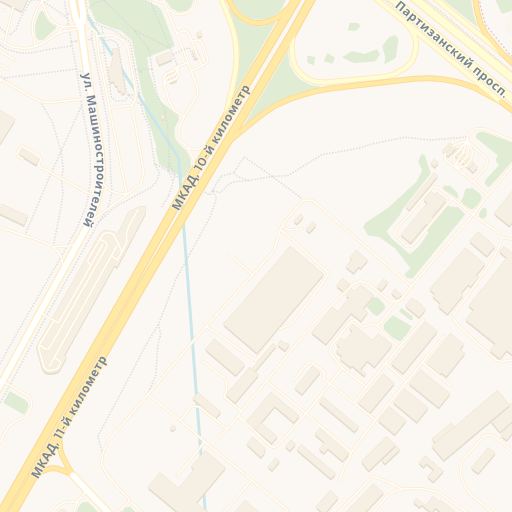 Партизанский просп.
ул. Машиностроителей
МКАД, 10-й километр
МКАД, 11-й километр